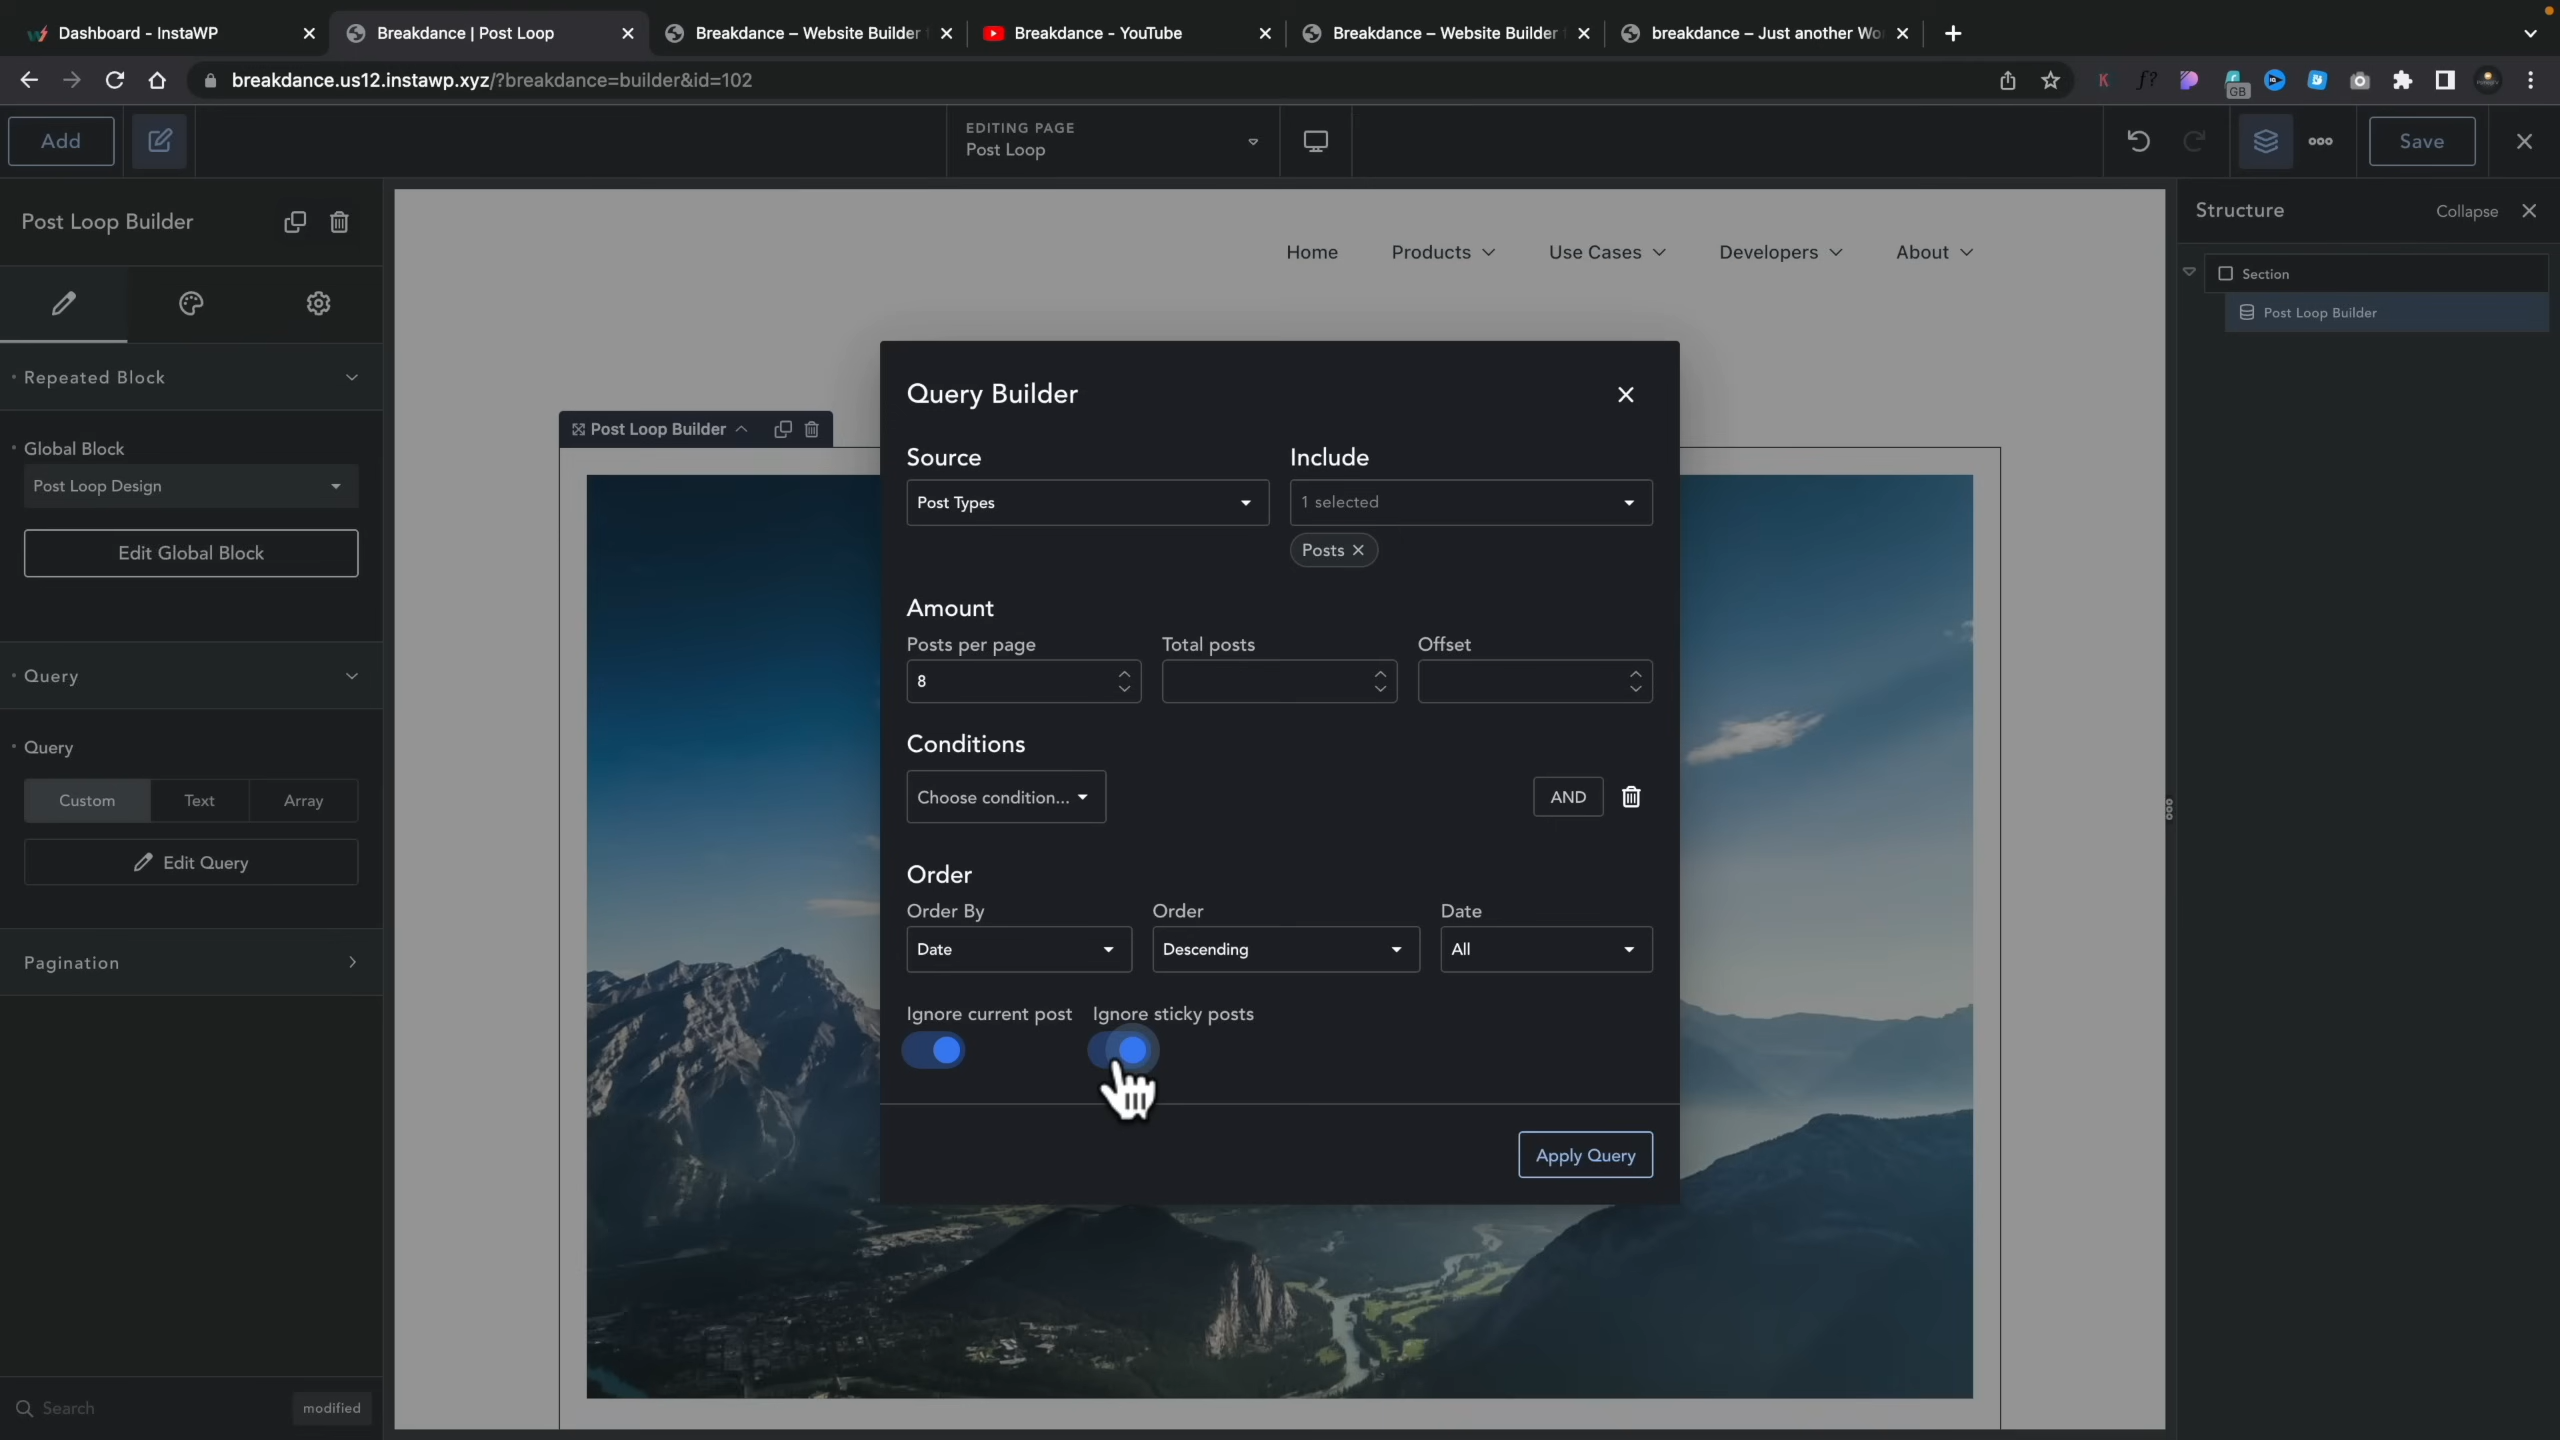 Dashboard - InstaWP
Breakdance | Post Loop
Breakdance – Website Builder
Breakdance - YouTube
Breakdance – Website Builder
breakdance – Just another Wo
breakdance.us12.instawp.xyz/?breakdance=builder&id=102
K
f?
GB
Add
EDITING PAGE
Post Loop
Save
Post Loop Builder
Repeated Block
Global Block
Post Loop Design
Edit Global Block
Query
Query
Custom
Text
Array
Edit Query
Pagination
Search
modified
Home
Products
Use Cases
Developers
About
Post Loop Builder
Query Builder
Source
Include
Post Types
1 selected
Posts
Amount
Posts per page
Total posts
Offset
8
Conditions
Choose condition...
AND
Order
Order By
Order
Date
Date
Descending
All
Ignore current post
Ignore sticky posts
Apply Query
Structure
Collapse
Section
Post Loop Builder